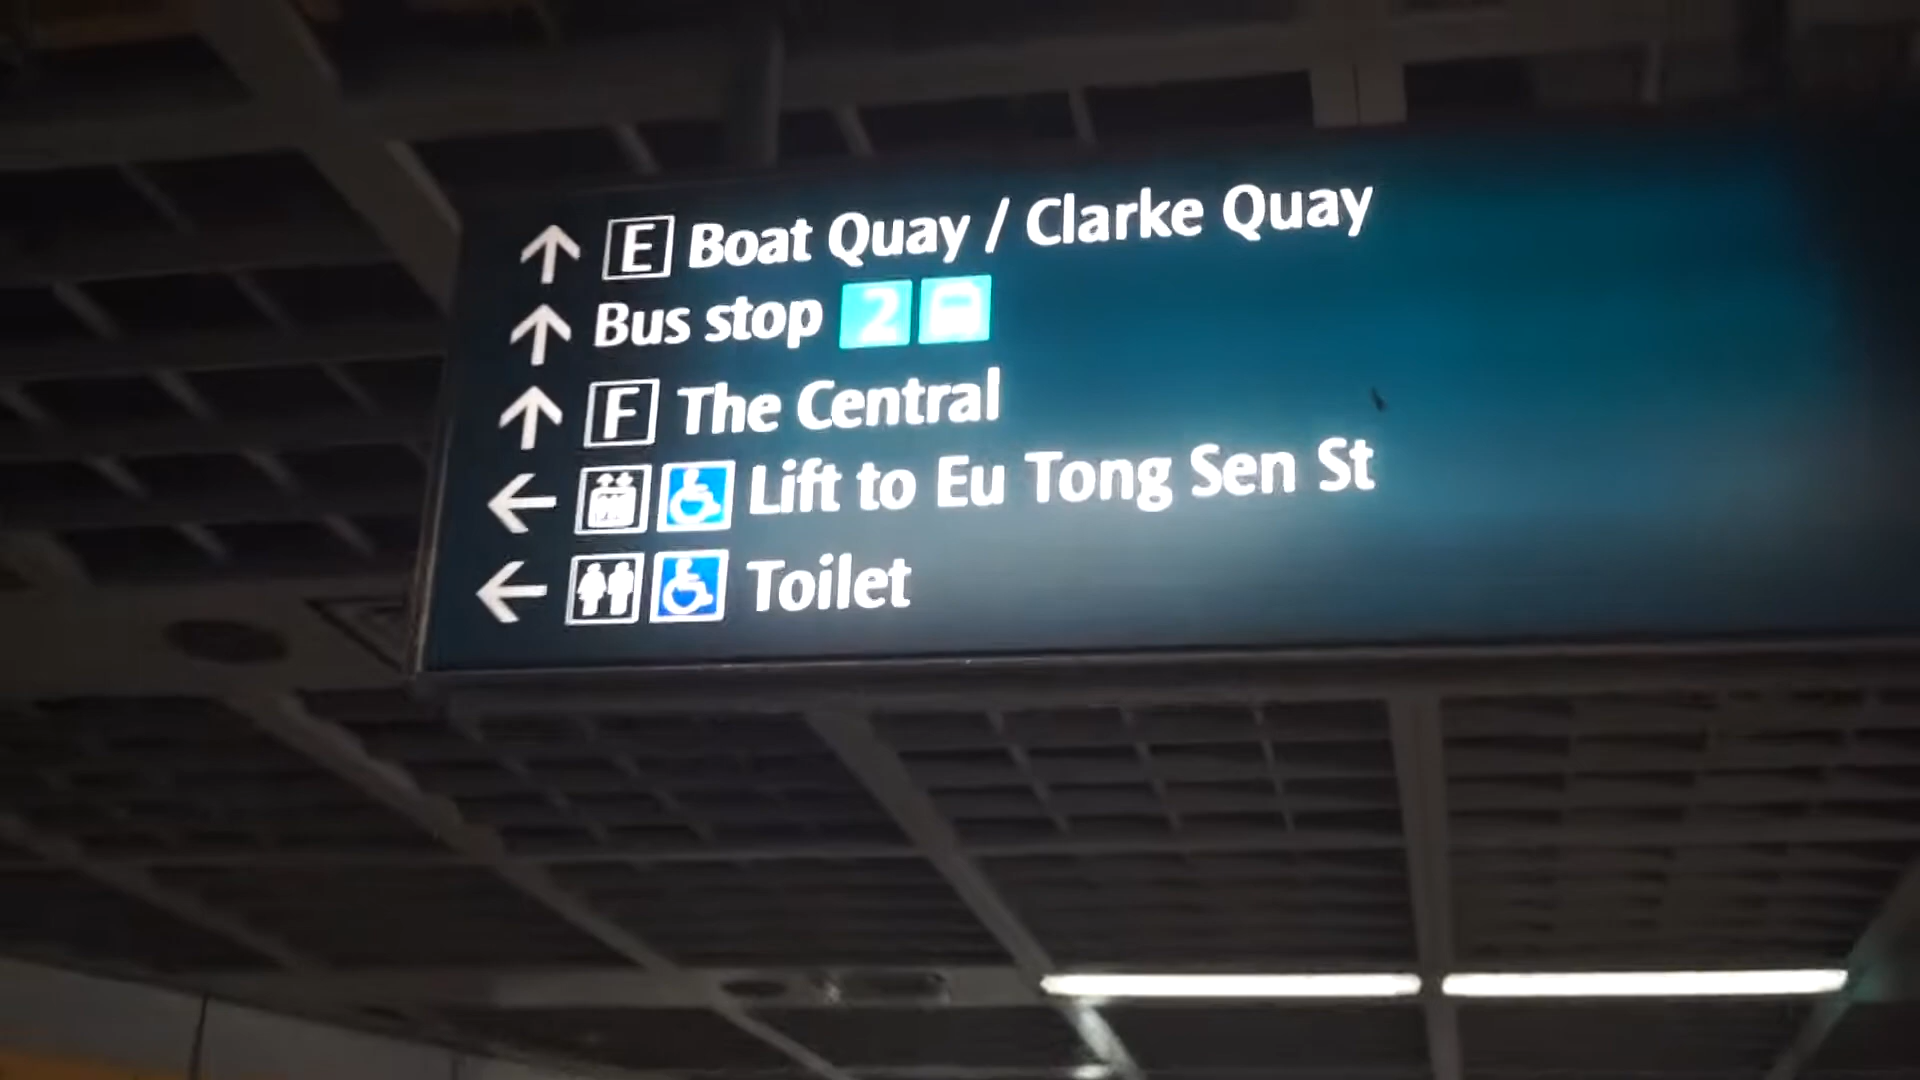 E Boat Quay / Clarke Quay
Bus stop 2
F The Central
Lift to Eu Tong Sen St
Toilet